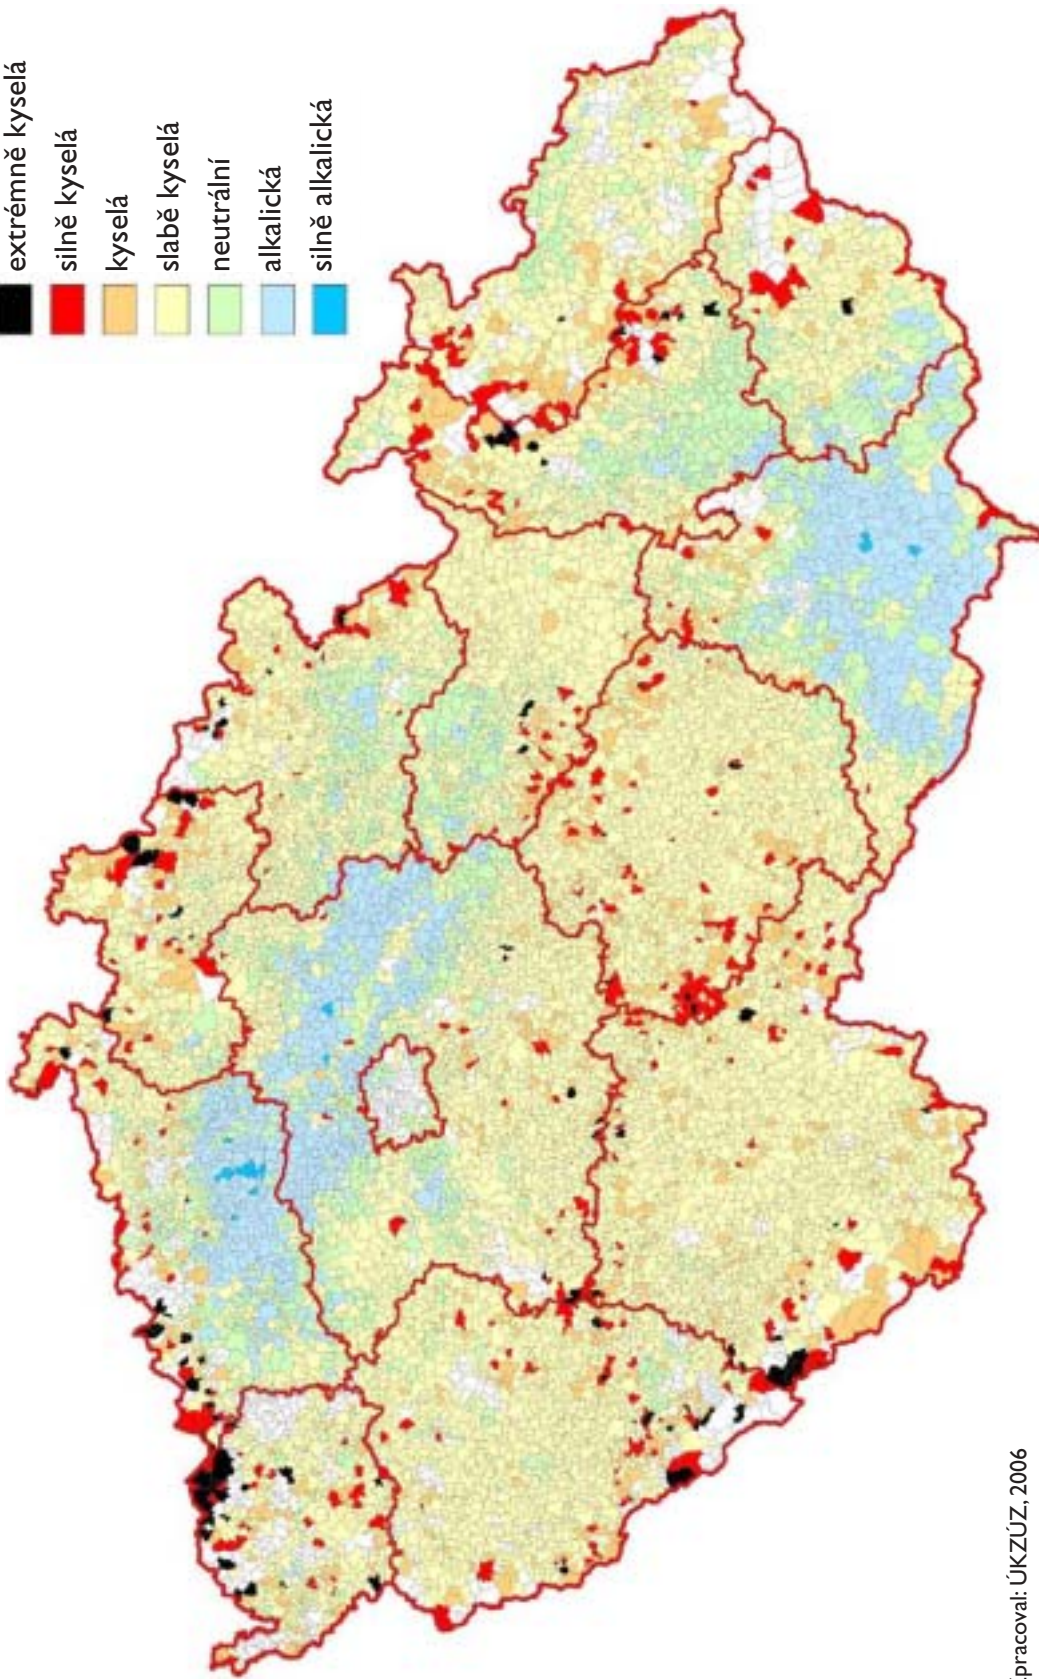 extrémně kyselá
silně kyselá
kyselá
slabě kyselá
neutrální
alkalická
silně alkalická
pracoval: ÚKZÚZ, 2006